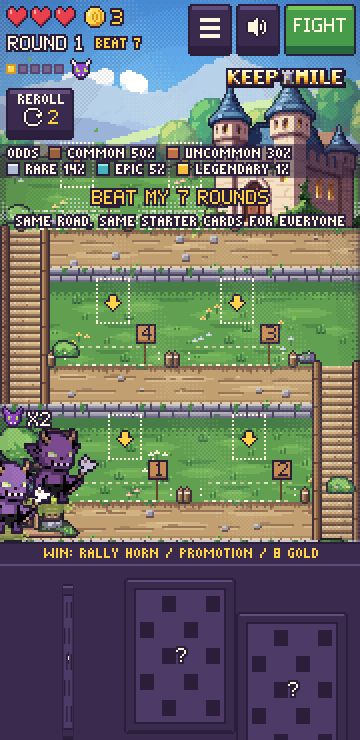 3
FIGHT
ROUND 1 BEAT 7
KEEP MILE
REROLL
2
ODDS COMMON 50% UNCOMMON 30%
RARE 14% EPIC 5% LEGENDARY 1%
BEAT MY 7 ROUNDS
SAME ROAD. SAME STARTER CARDS FOR EVERYONE
4
3
X2
1
2
WIN: RALLY HORN / PROMOTION / 8 GOLD
?
?